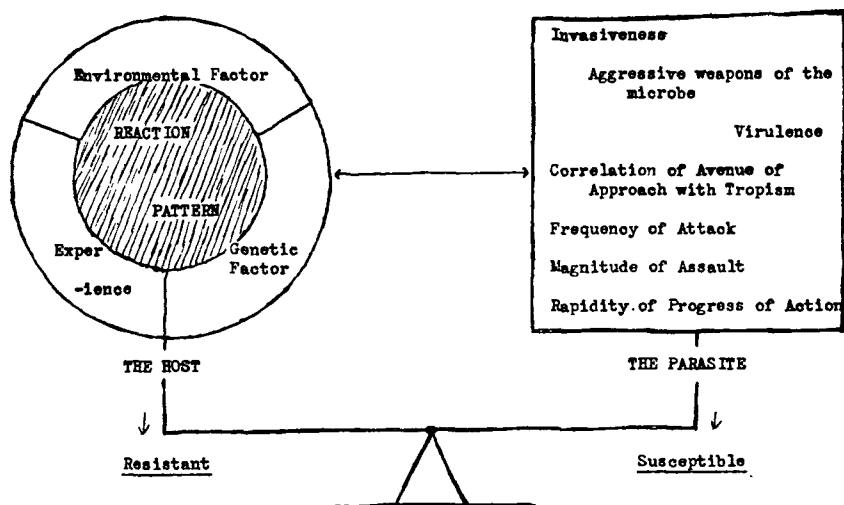 Environmental Factor
REACTION
PATTERN
Exper
-ience
Genetic
Factor
THE HOST
Resistant
Invasiveness
Aggressive weapons of the
microbe
Virulence
Correlation of Avenue of
Approach with Tropism
Frequency of Attack
Magnitude of Assault
Rapidity.of Progress of Action
THE PARASITE
Susceptible